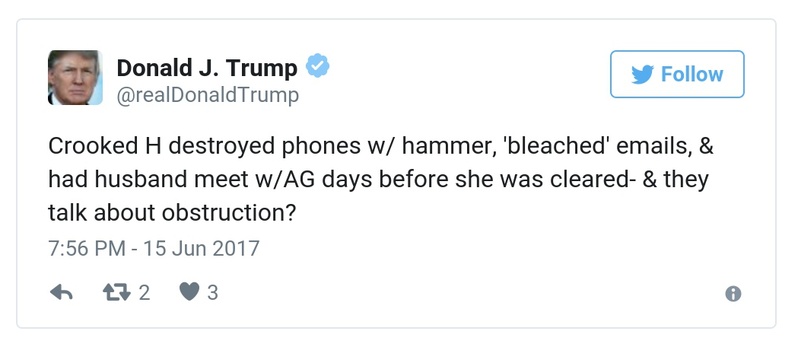 Donald J. Trump
@realDonaldTrump
Follow
Crooked H destroyed phones w/ hammer, 'bleached' emails, &
had husband meet w/AG days before she was cleared- & they
talk about obstruction?
7:56 PM - 15 Jun 2017
2 3